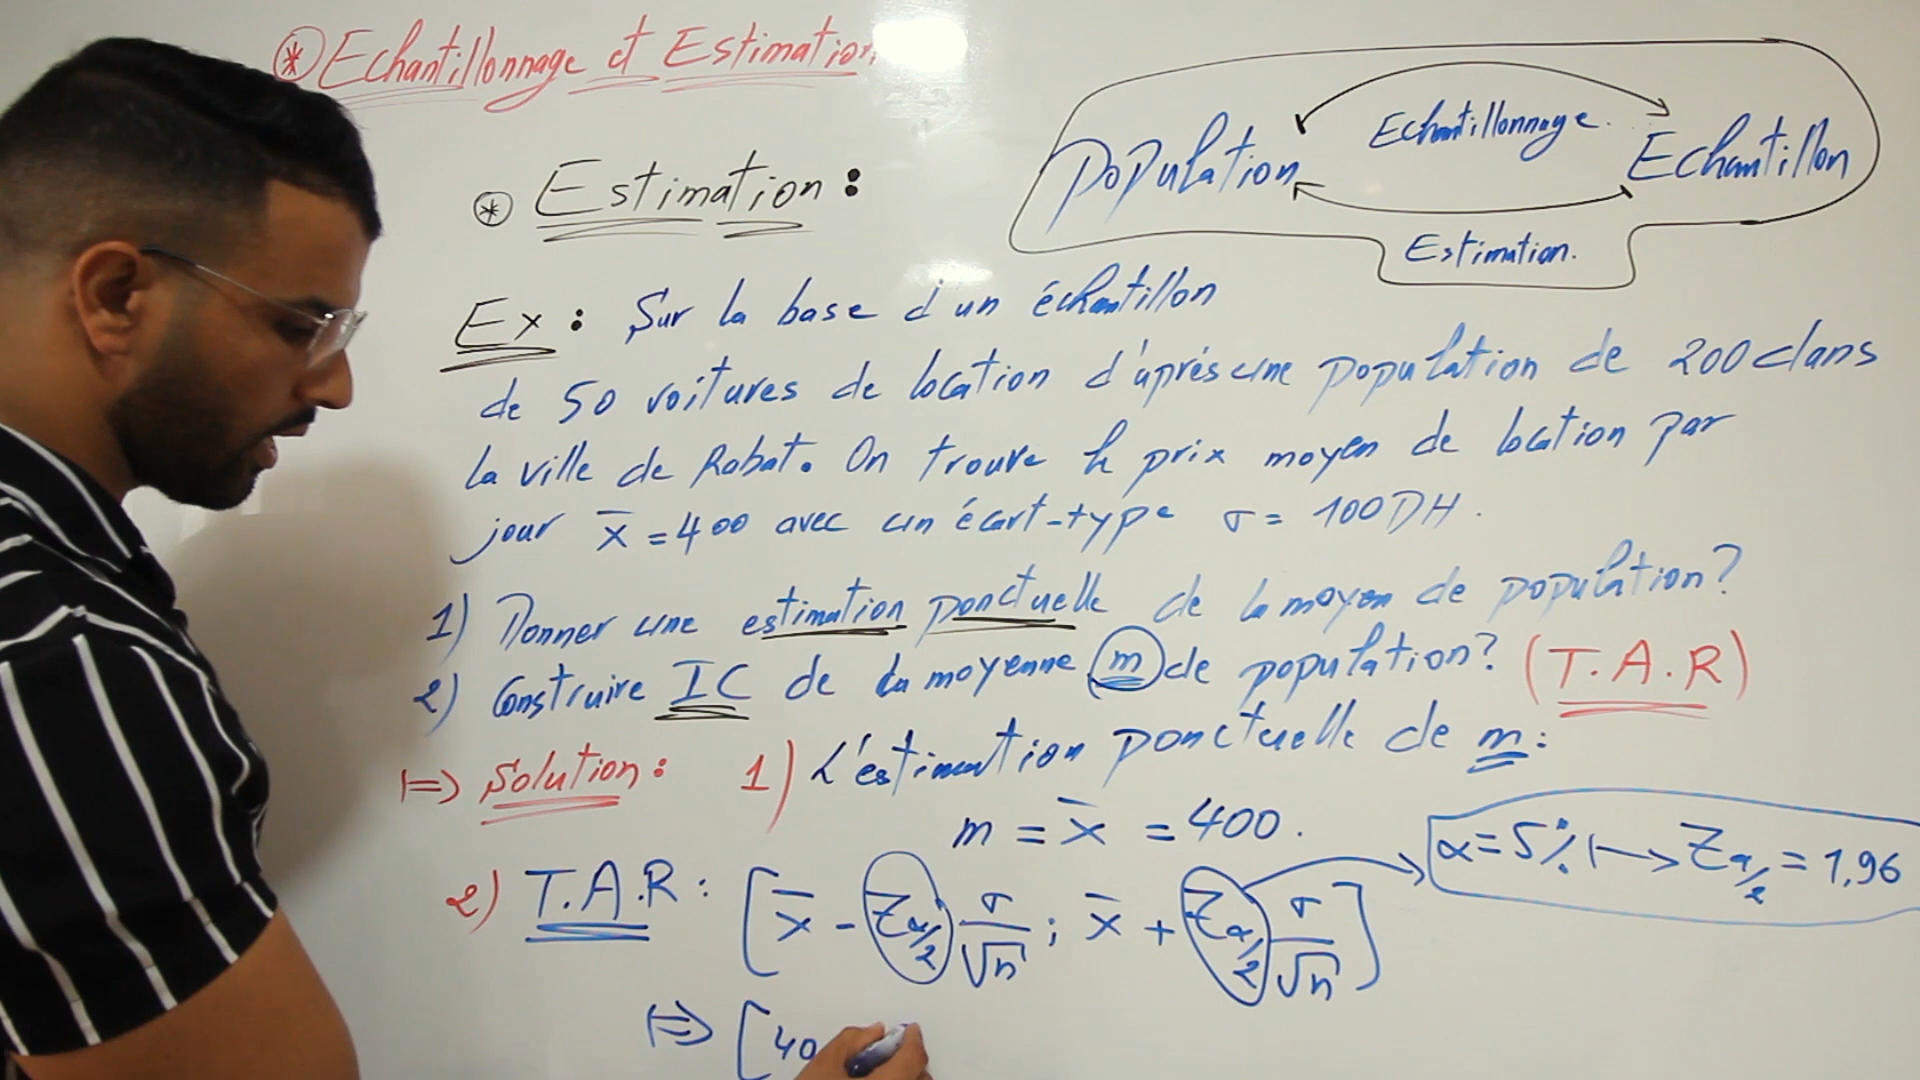 * Echantillonnage et Estimation
Population Echantillonnage. Echantillon
Estimation.
* Estimation :
Ex : Sur la base d'un échantillon
de 50 voitures de location d'après une population de 200 dans
la ville de Rabat. On trouve le prix moyen de location par
jour x̄ = 400 avec un écart-type σ = 100DH.
1) Donner une estimation ponctuelle de la moyen de population?
2) Construire IC de la moyenne m de population? (T.A.R)
|=> Solution : 1) L'estimation ponctuelle de m :
m = x̄ = 400.
α = 5% |→ Zα/2 = 1,96
2) T.A.R : [x̄ - Zα/2 σ/√n ; x̄ + Zα/2 σ/√n]
|=> [40